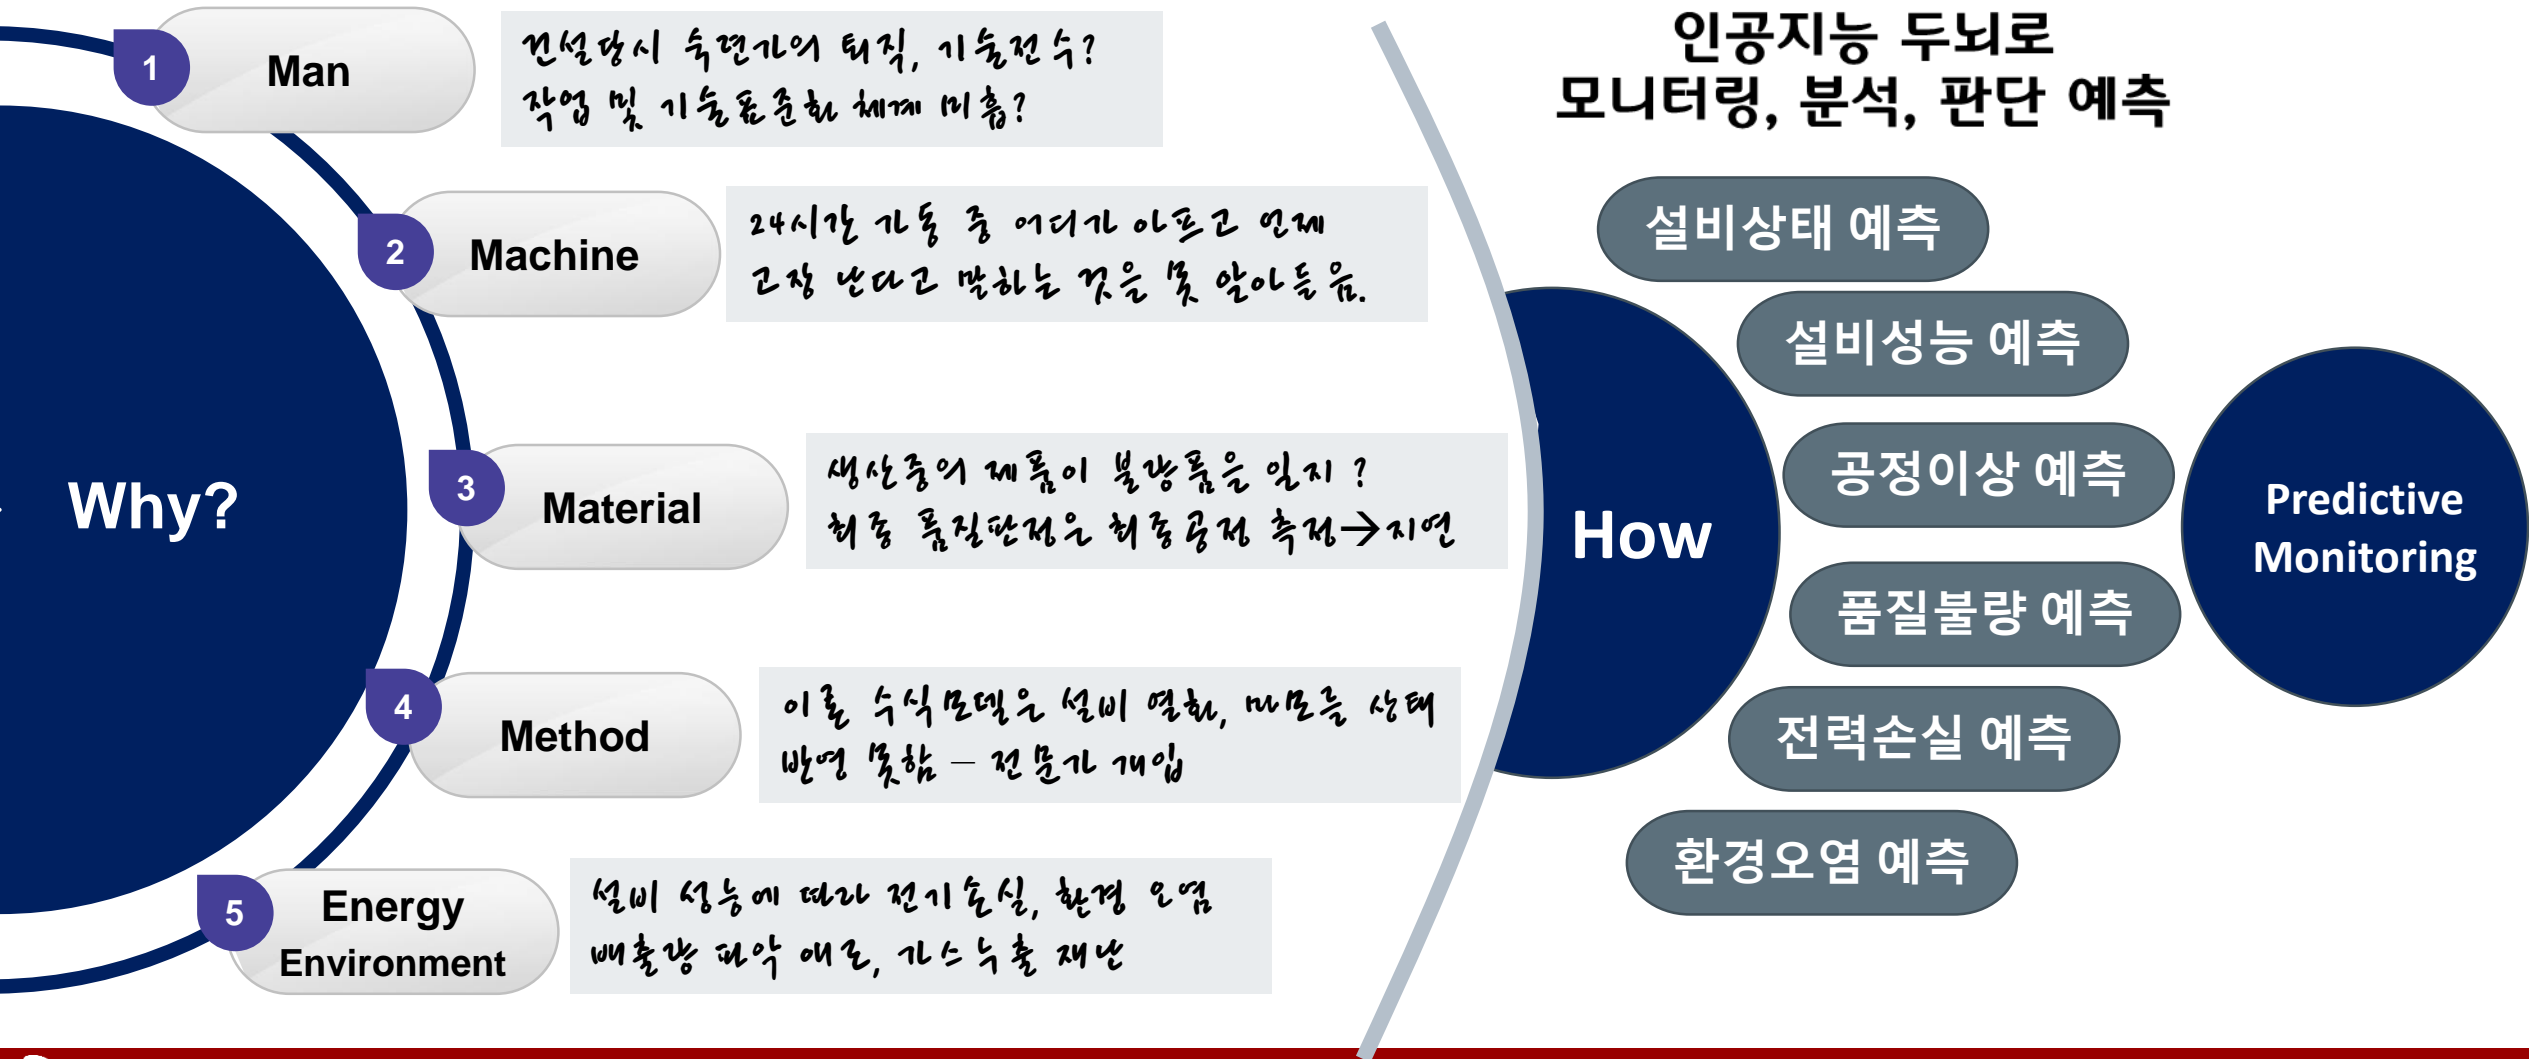 Why?
1
Man
건설당시 숙련가의 퇴직, 기술전수?
작업 및 기술표준화 체계 미흡?
2
Machine
24시간 가동 중 어디가 아프고 언제
고장 난다고 말하는 것을 못 알아들음.
3
Material
생산중의 제품이 불량품을 일지 ?
최종 품질판정은 최종공정 측정→지연
4
Method
이론 수식모델은 설비 열화, 마모를 상태
반영 못함 – 전문가 개입
5
Energy
Environment
설비 성능에 따라 전기손실, 환경 오염
배출량 파악 애로, 가스누출 재난
인공지능 두뇌로
모니터링, 분석, 판단 예측
How
설비상태 예측
설비성능 예측
공정이상 예측
품질불량 예측
전력손실 예측
환경오염 예측
Predictive
Monitoring